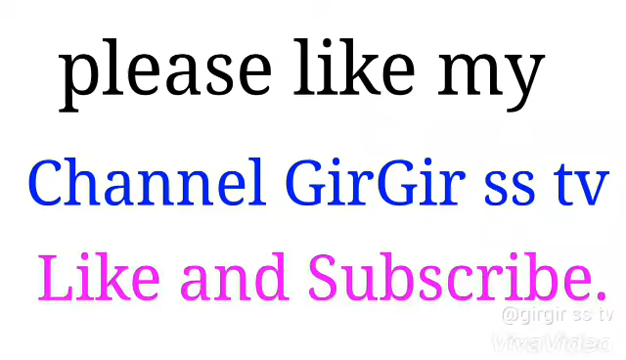 please like my
Channel GirGir ss tv
Like and Subscribe.
@girgir ss tv
VivaVideo